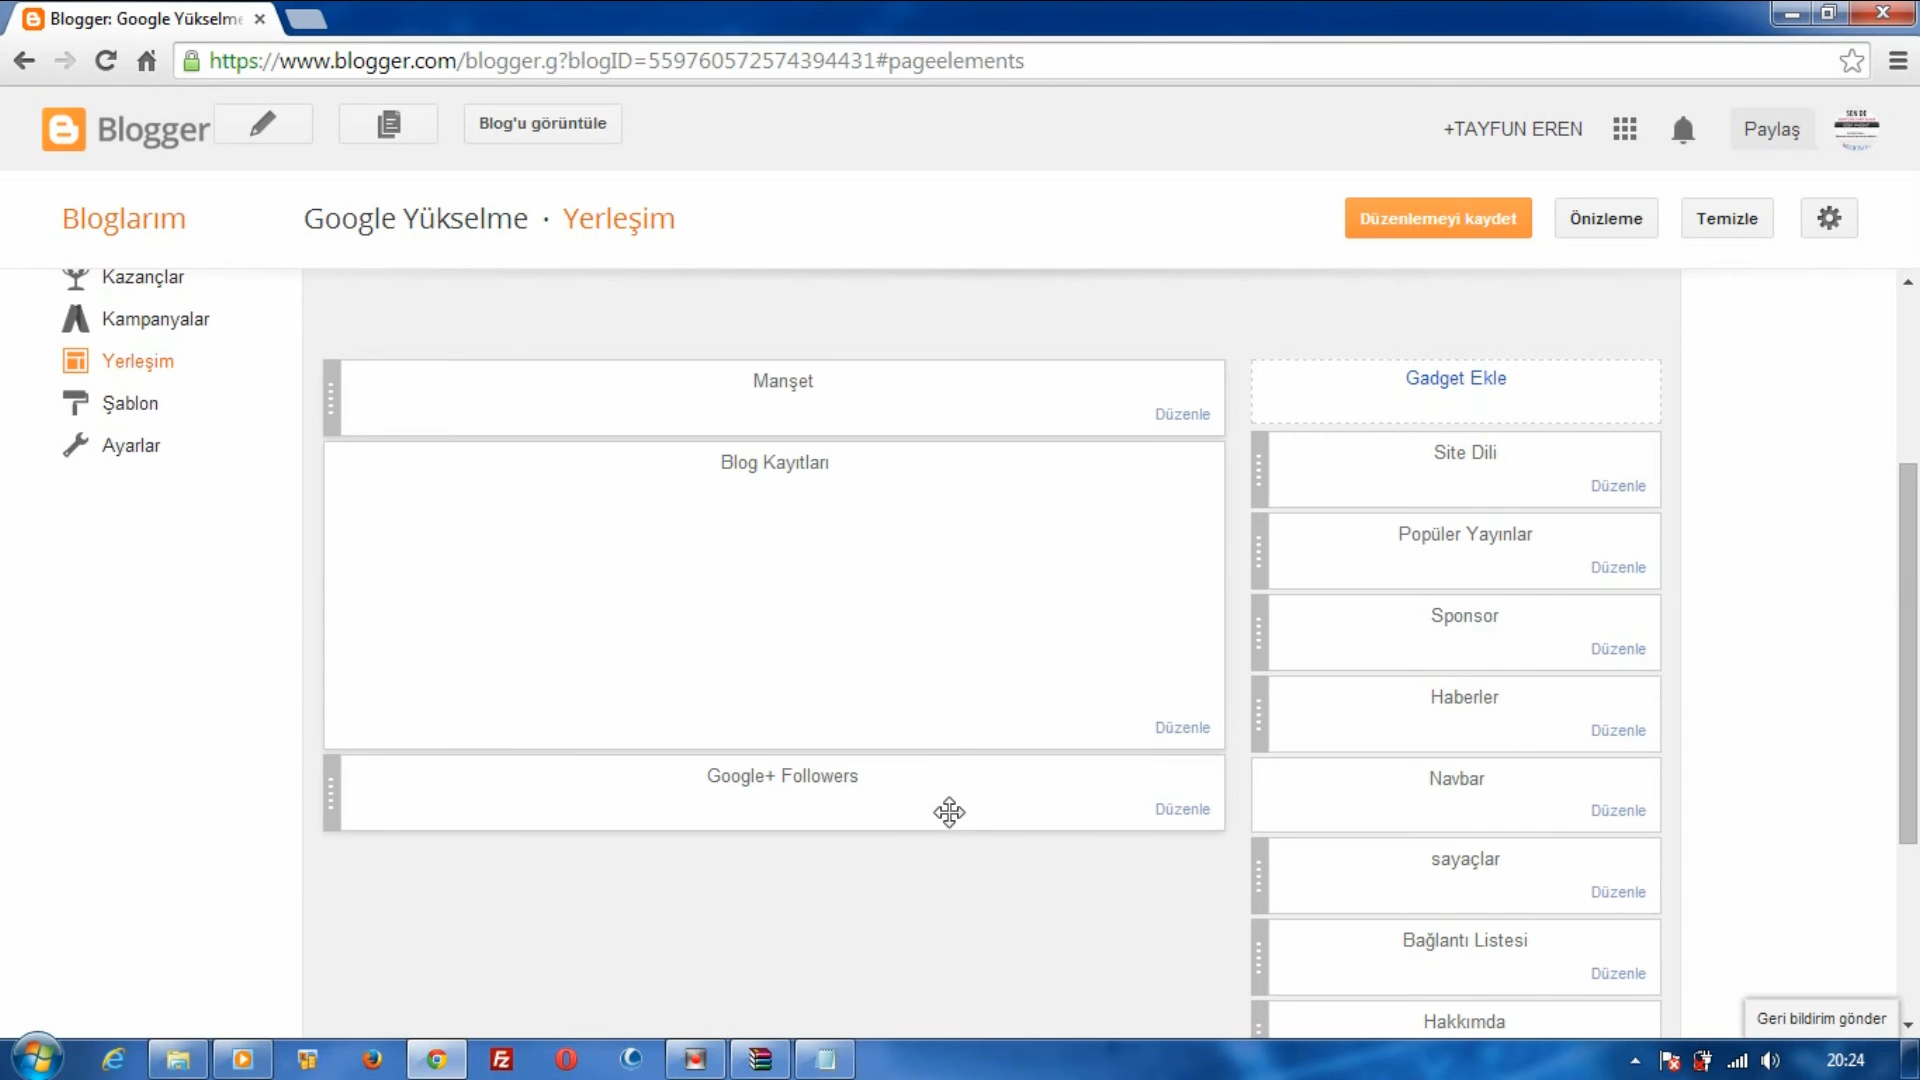 Blogger: Google Yükselme
https://www.blogger.com/blogger.g?blogID=559760572574394431#pageelements
Blogger
Blog'u görüntüle
+TAYFUN EREN
Paylaş
SEN DE
Bloglarım
Google Yükselme · Yerleşim
Düzenlemeyi kaydet
Önizleme
Temizle
Kazançlar
Kampanyalar
Yerleşim
Şablon
Ayarlar
Manşet
Düzenle
Blog Kayıtları
Düzenle
Google+ Followers
Düzenle
Gadget Ekle
Site Dili
Düzenle
Popüler Yayınlar
Düzenle
Sponsor
Düzenle
Haberler
Düzenle
Navbar
Düzenle
sayaçlar
Düzenle
Bağlantı Listesi
Düzenle
Hakkımda
Geri bildirim gönder
20:24